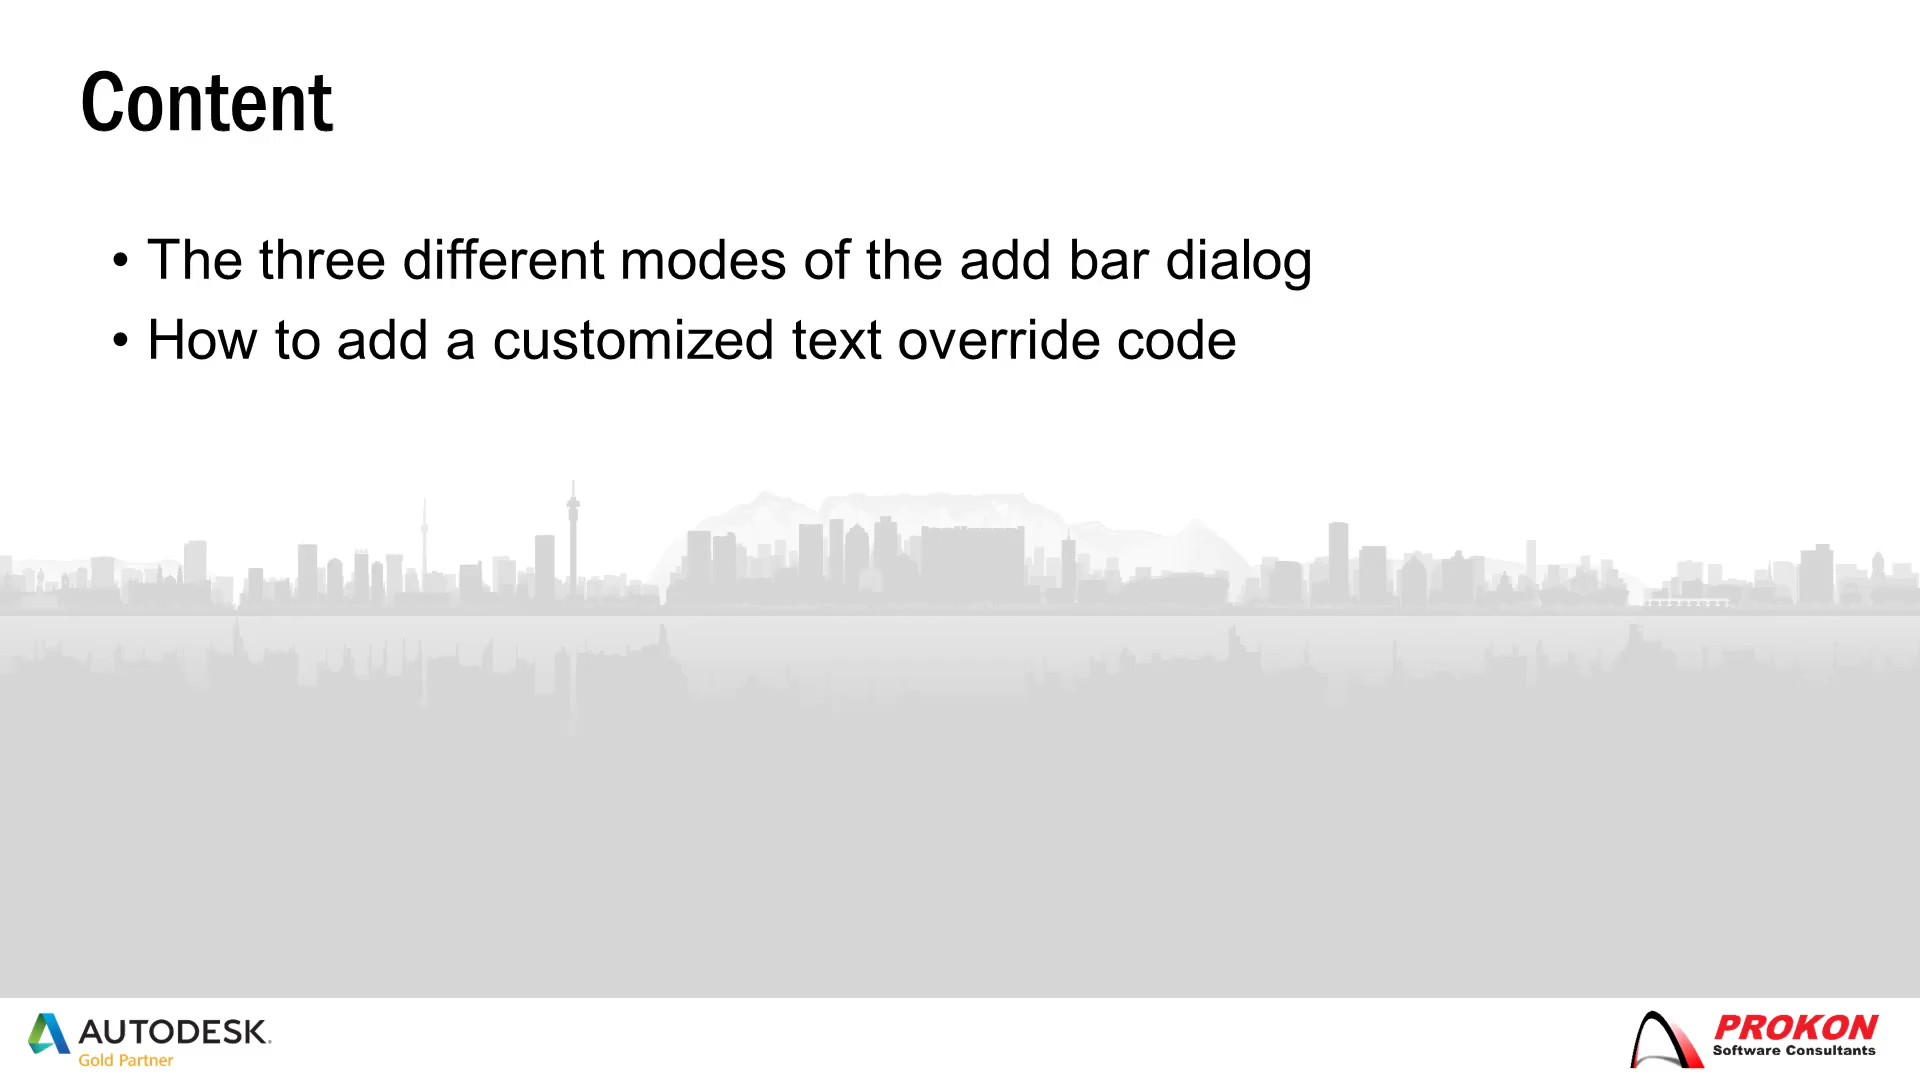 Content
• The three different modes of the add bar dialog
• How to add a customized text override code
AUTODESK.
Gold Partner
PROKON
Software Consultants